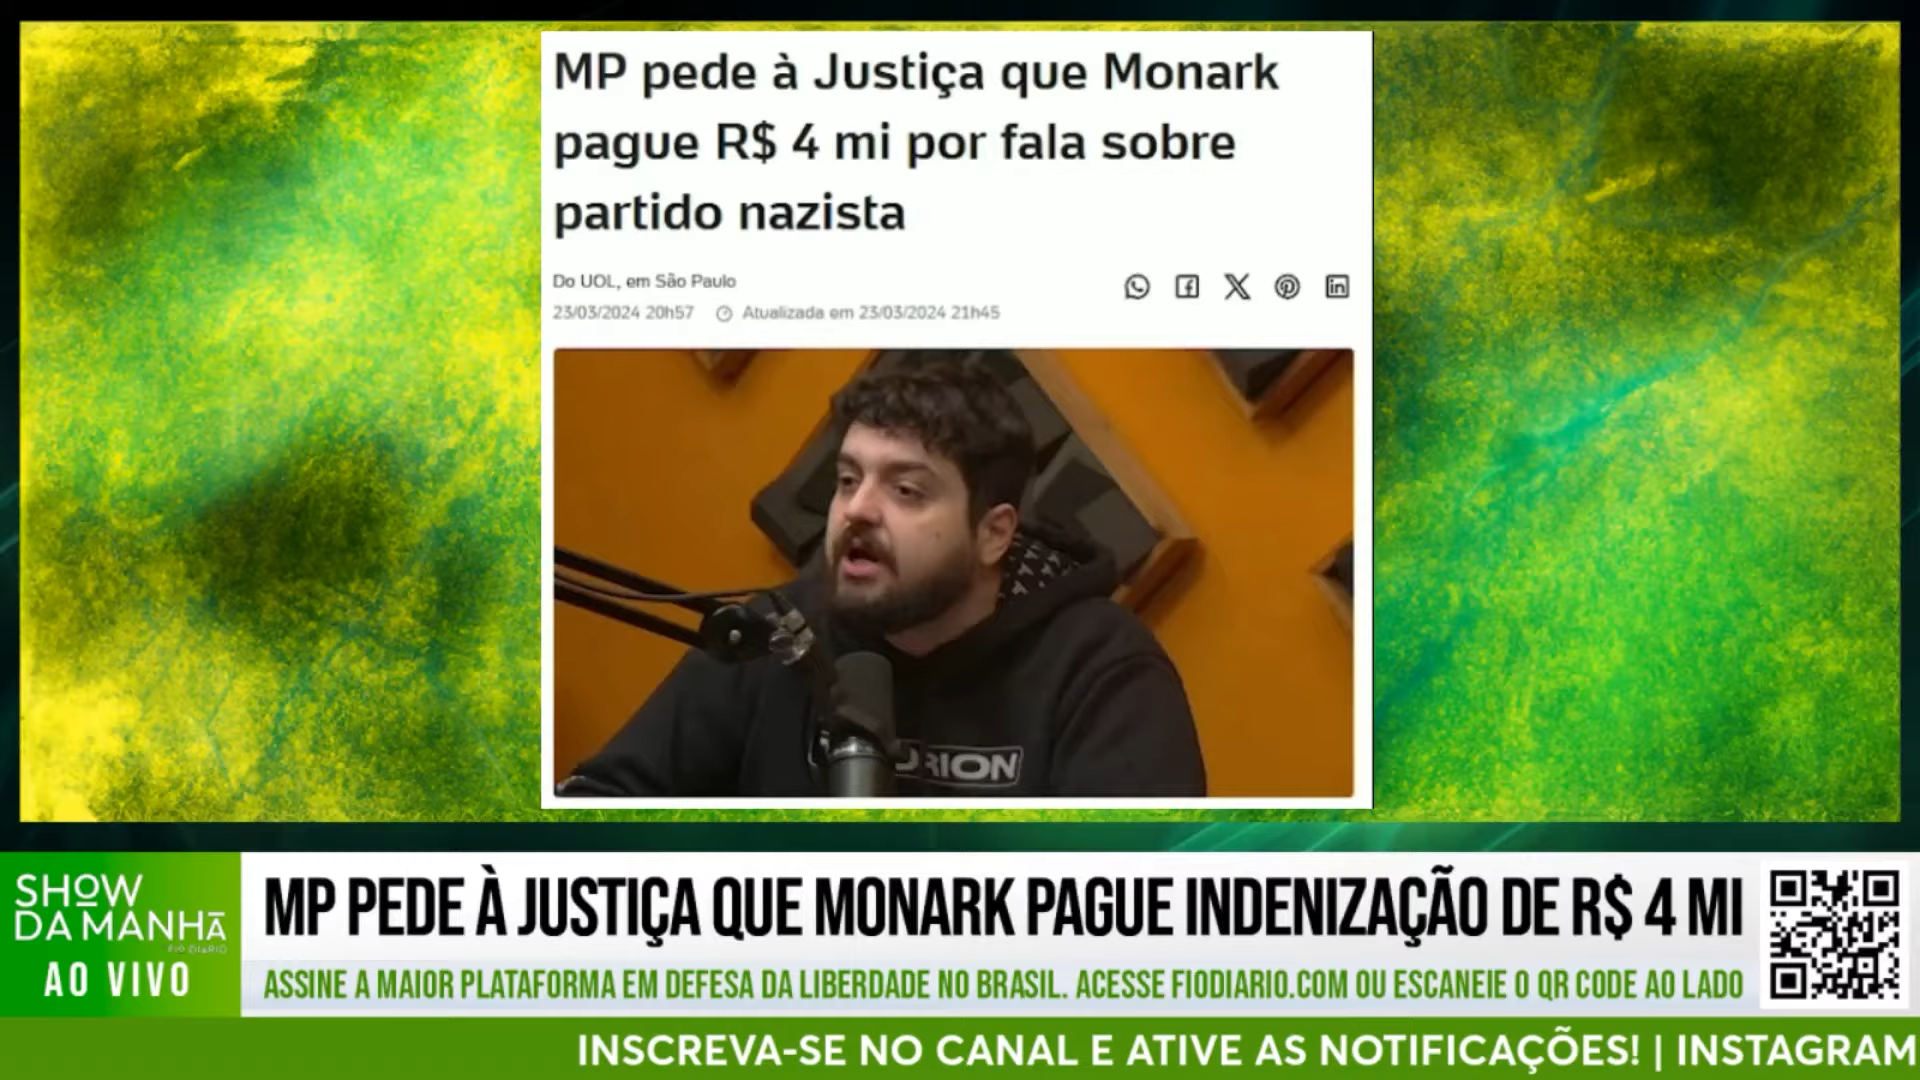 MP pede à Justiça que Monark
pague R$ 4 mi por fala sobre
partido nazista
Do UOL, em São Paulo
23/03/2024 20h57 Atualizada em 23/03/2024 21h45
RION
SHOW
DA MANHÃ
FIO DIÁRIO
AO VIVO
MP PEDE À JUSTIÇA QUE MONARK PAGUE INDENIZAÇÃO DE R$ 4 MI
ASSINE A MAIOR PLATAFORMA EM DEFESA DA LIBERDADE NO BRASIL. ACESSE FIODIARIO.COM OU ESCANEIE O QR CODE AO LADO
INSCREVA-SE NO CANAL E ATIVE AS NOTIFICAÇÕES! | INSTAGRAM